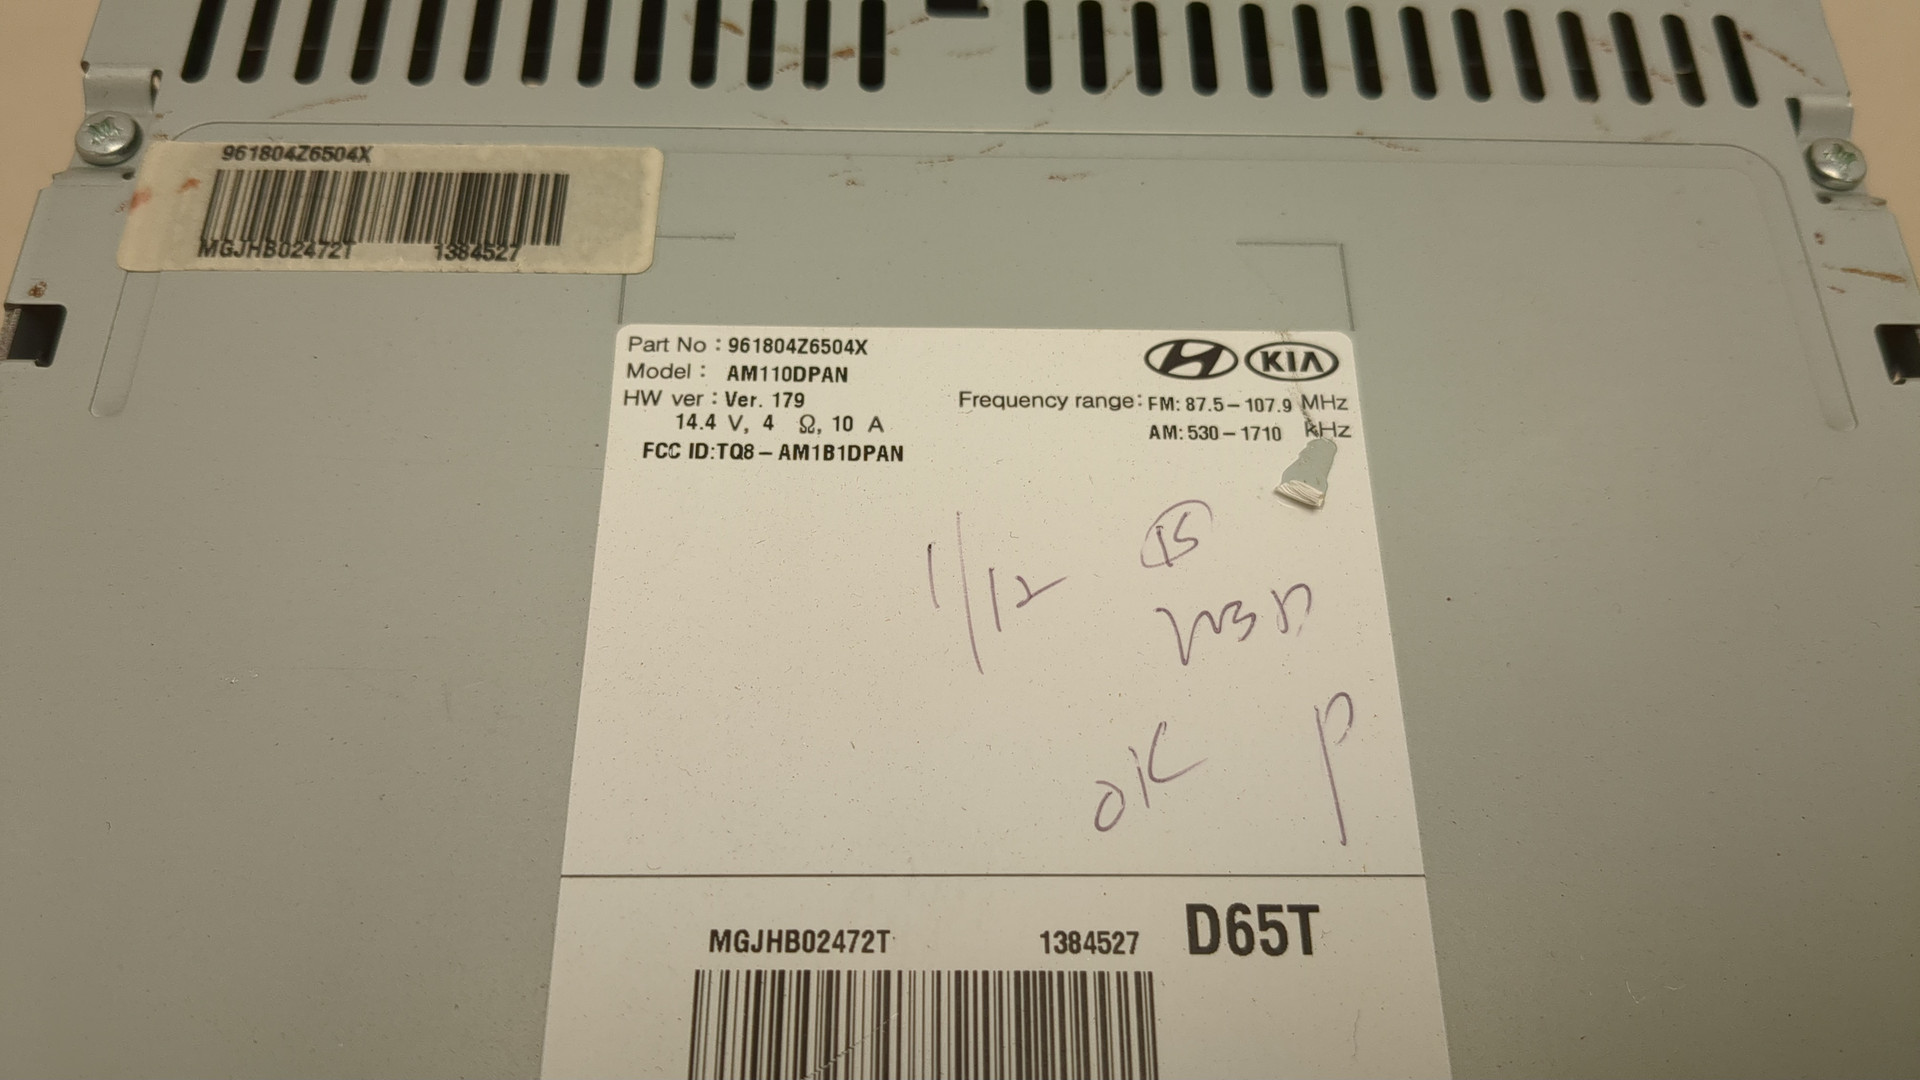 961804Z6504X
MGJHB02472T 1384527
Part No : 961804Z6504X
Model : AM110DPAN
HW ver : Ver. 179
14.4 V, 4 Ω, 10 A
FCC ID:TQ8-AM1B1DPAN
KIA
Frequency range: FM: 87.5-107.9 MHz
AM: 530-1710 kHz
1/12
15
OK P
MGJHB02472T 1384527 D65T